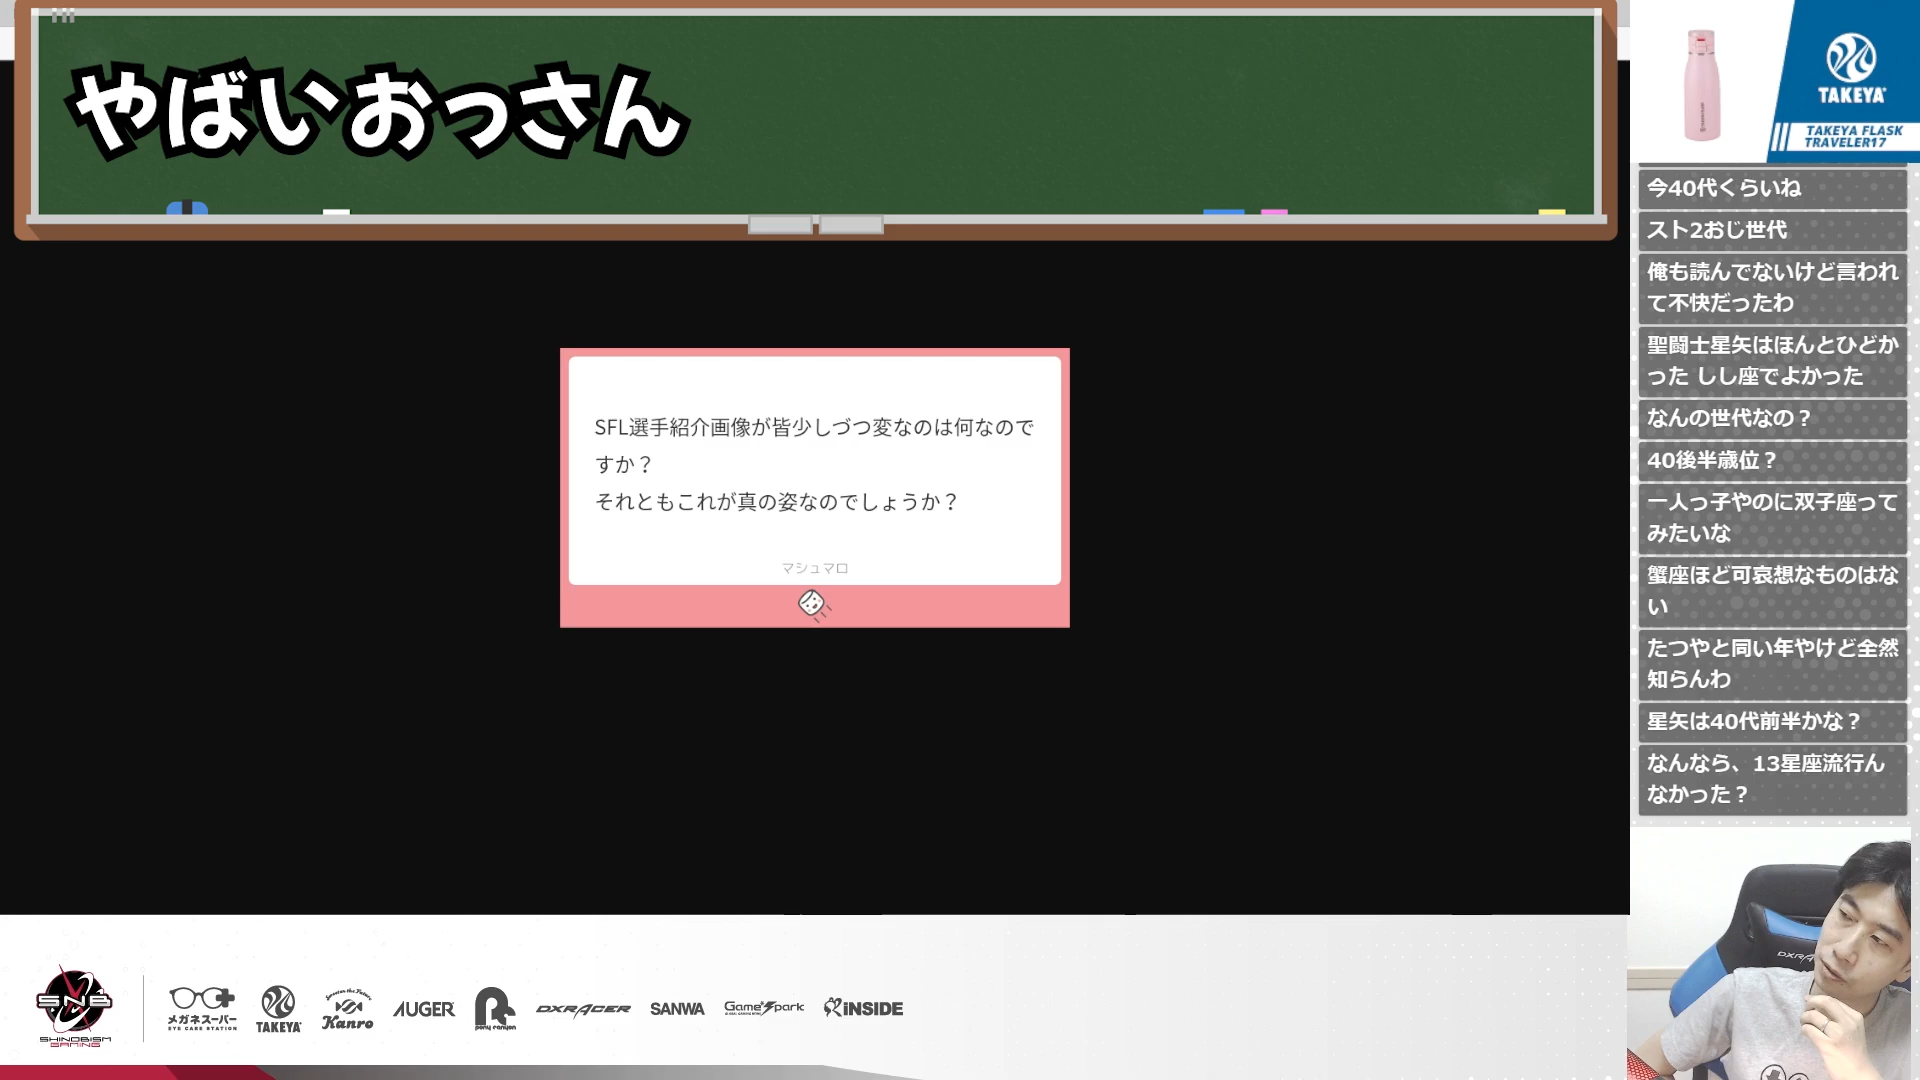 やばいおっさん
TAKEYA
TAKEYA FLASK
TRAVELER17
SFL選手紹介画像が皆少しづつ変なのは何なので
すか？
それともこれが真の姿なのでしょうか？
マシュマロ
今40代くらいね
スト2おじ世代
俺も読んでないけど言われ
て不快だったわ
聖闘士星矢はほんとひどか
った しし座でよかった
なんの世代なの？
40後半歳位？
一人っ子やのに双子座って
みたいな
蟹座ほど可哀想なものはな
い
たつやと同い年やけど全然
知らんわ
星矢は40代前半かな？
なんなら、13星座流行ん
なかった？
SNB
SHINOBISM
GAMING
メガネスーパー
EYE CARE STATION
TAKEYA
Kanro
AUGER
pony canyon
DXRACER
SANWA
Game*Spark
iNSIDE